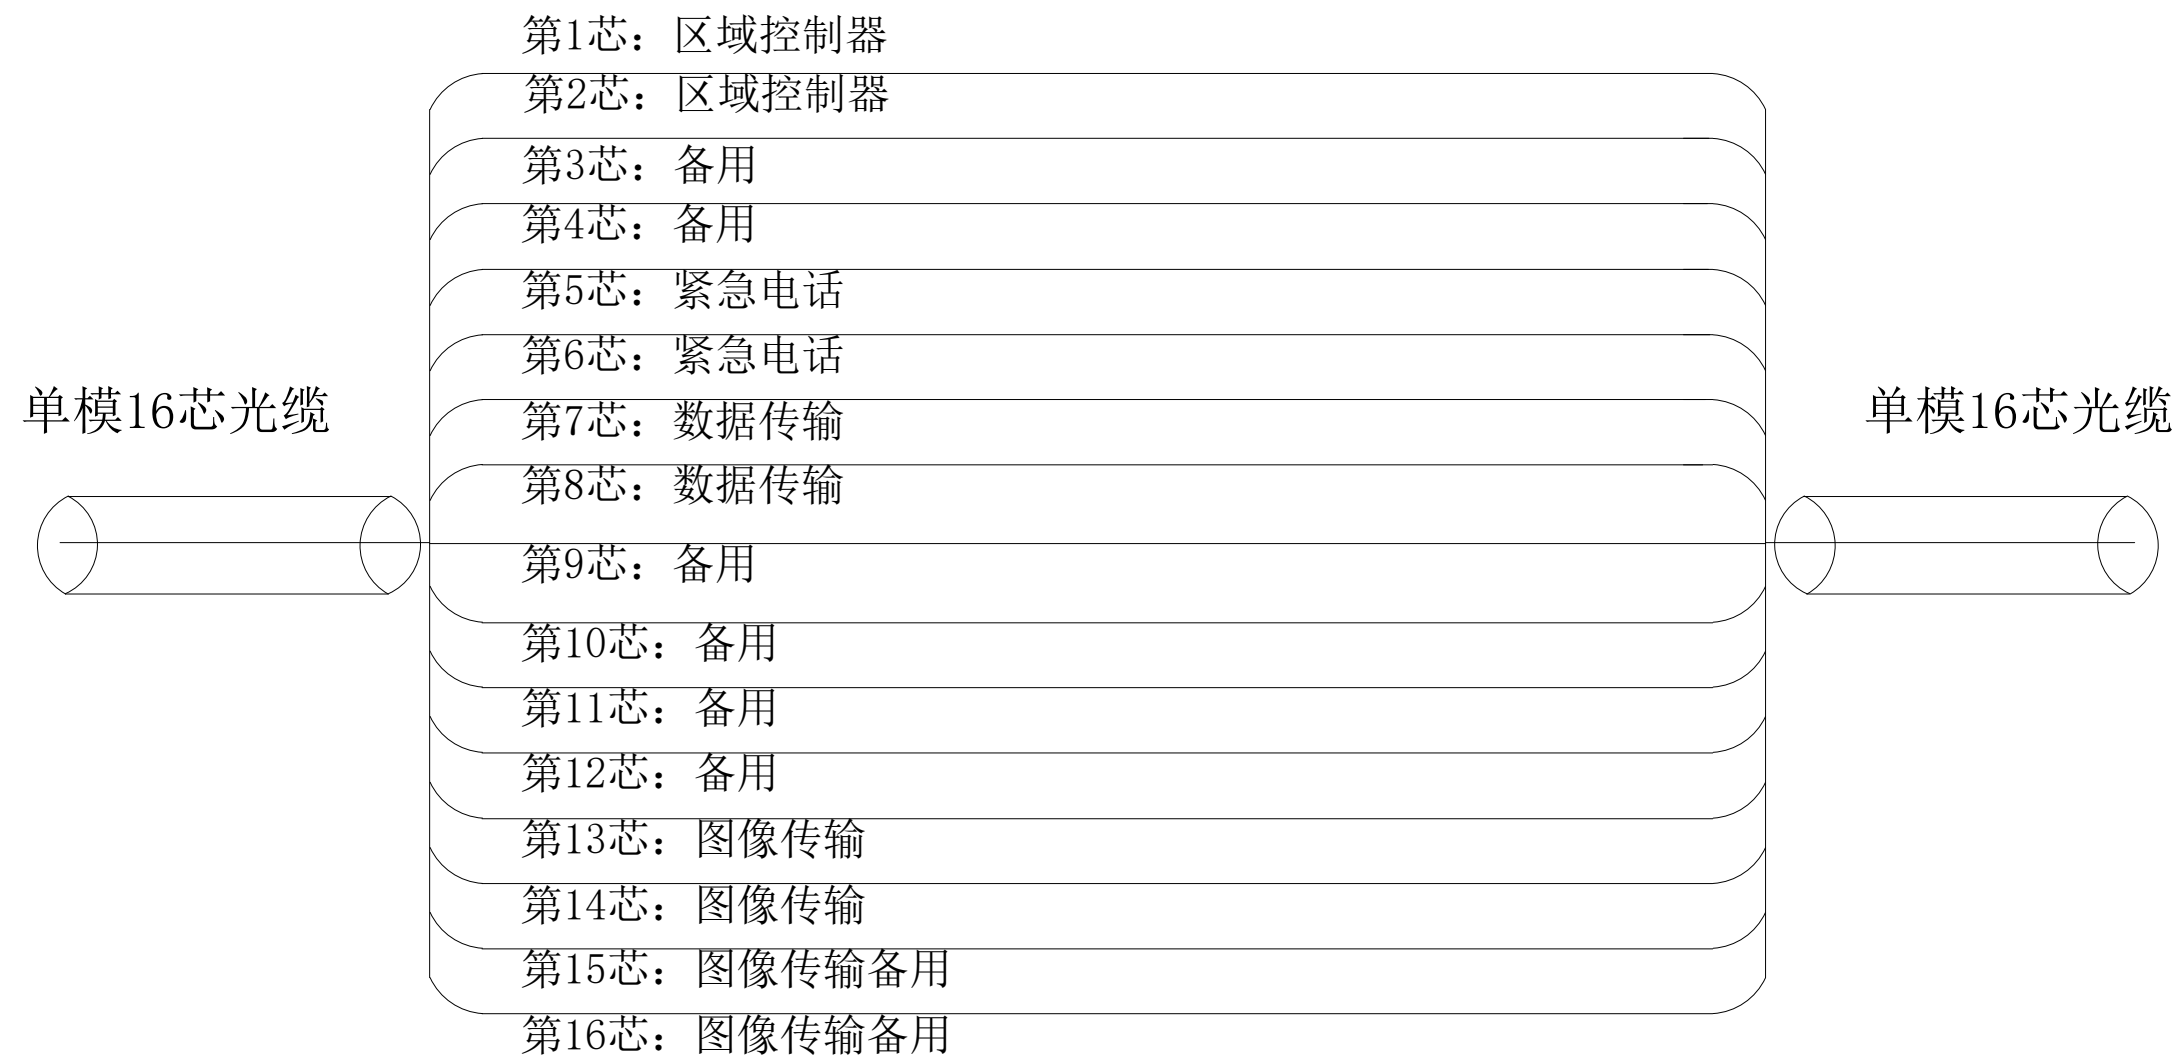 第1芯：区域控制器
第2芯：区域控制器
第3芯：备用
第4芯：备用
第5芯：紧急电话
第6芯：紧急电话
单模16芯光缆
单模16芯光缆
第7芯：数据传输
第8芯：数据传输
第9芯：备用
第10芯：备用
第11芯：备用
第12芯：备用
第13芯：图像传输
第14芯：图像传输
第15芯：图像传输备用
第16芯：图像传输备用